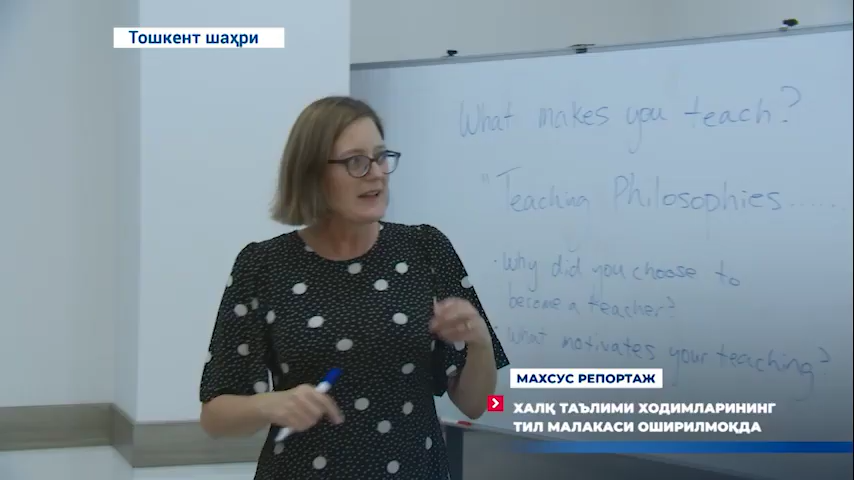 Тошкент шаҳри
What makes you teach?
"Teaching Philosophies......
· Why did you choose to
become a teacher?
· What motivates your teaching?
МАХСУС РЕПОРТАЖ
ХАЛҚ ТАЪЛИМИ ХОДИМЛАРИНИНГ
ТИЛ МАЛАКАСИ ОШИРИЛМОҚДА